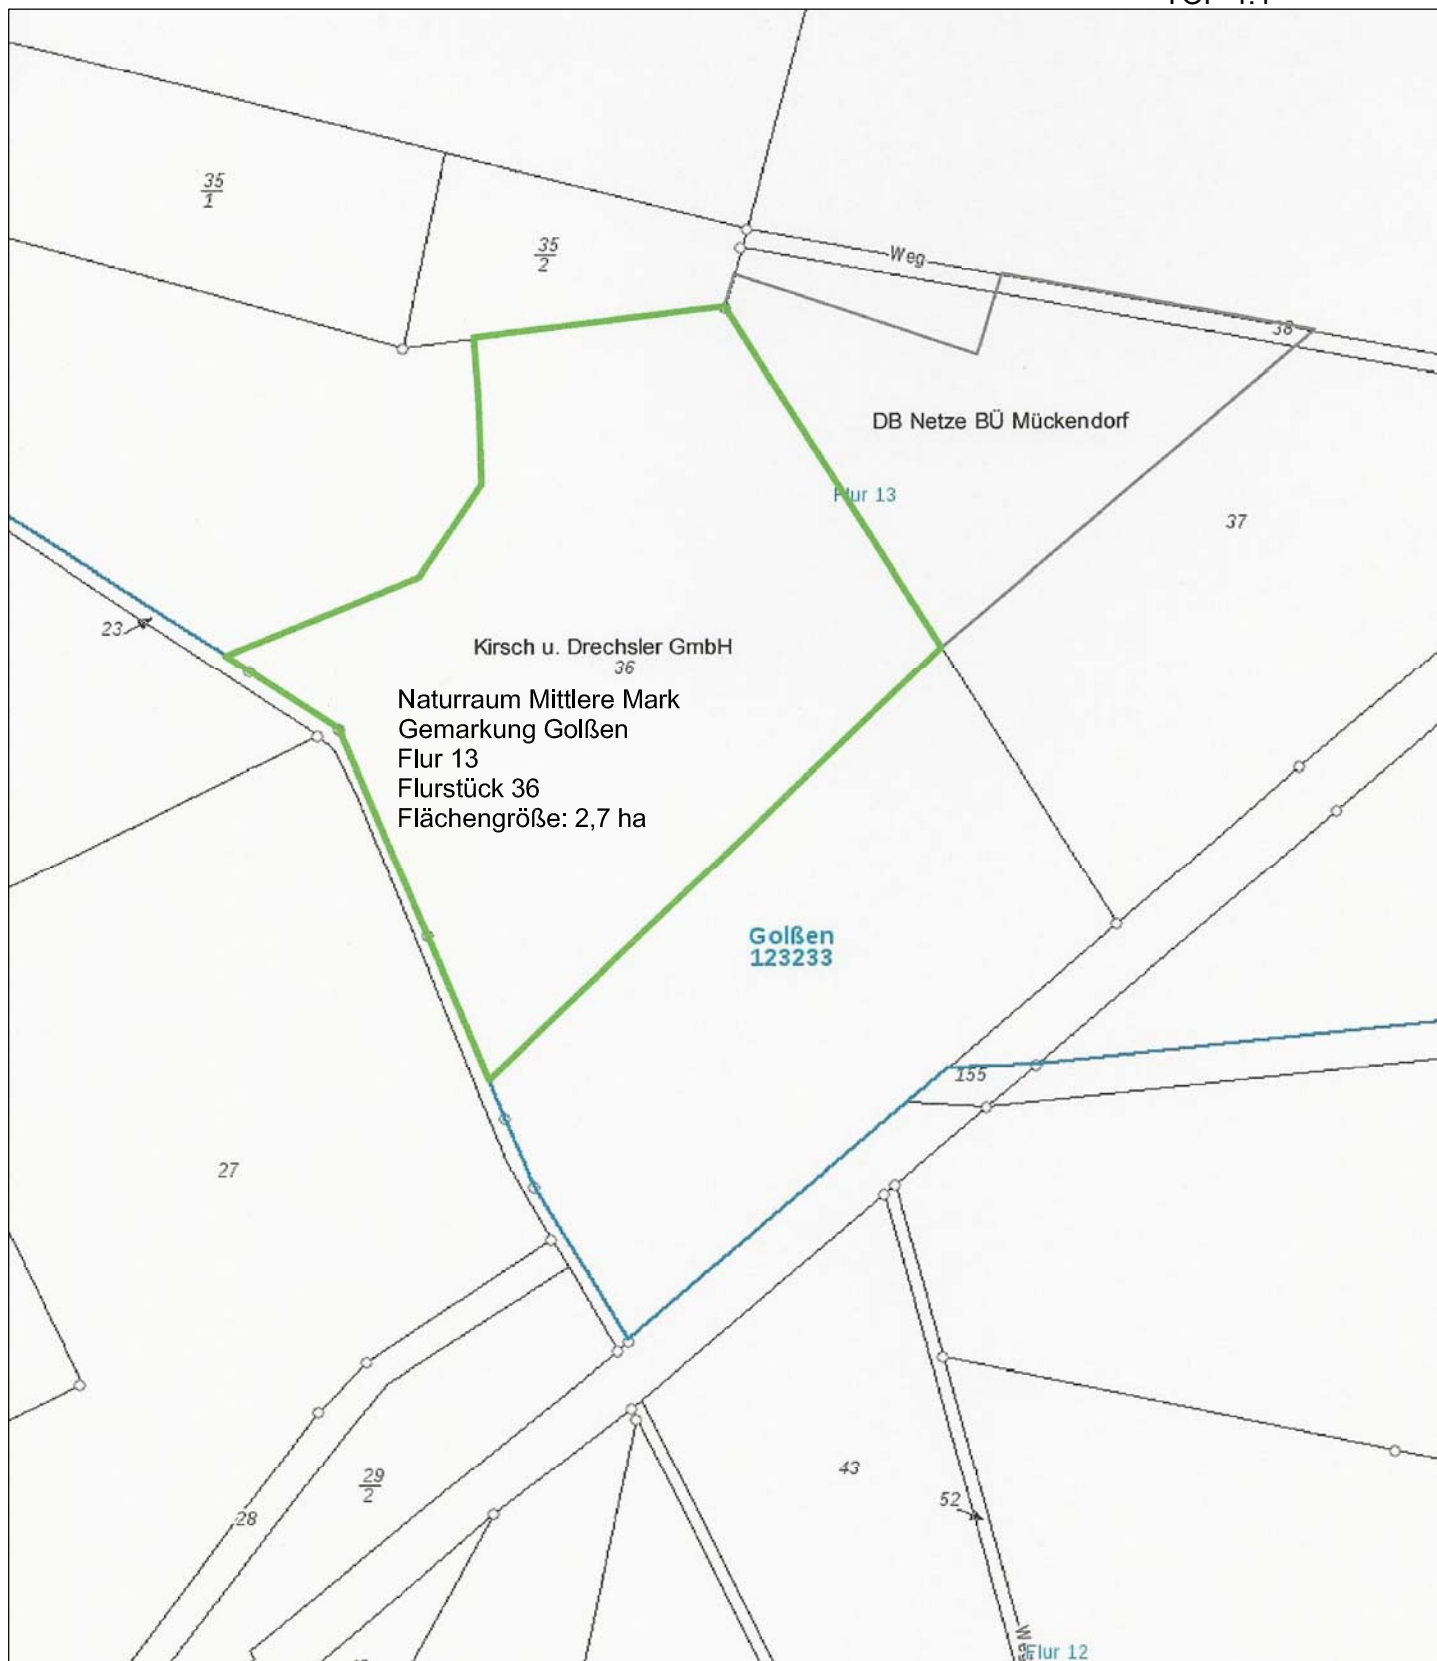 35
1
35
2
Weg
38
DB Netze BÜ Mückendorf
Flur 13
37
23
Kirsch u. Drechsler GmbH
36
Naturraum Mittlere Mark
Gemarkung Golßen
Flur 13
Flurstück 36
Flächengröße: 2,7 ha
Golßen
123233
155
27
43
29
2
52
28
Flur 12